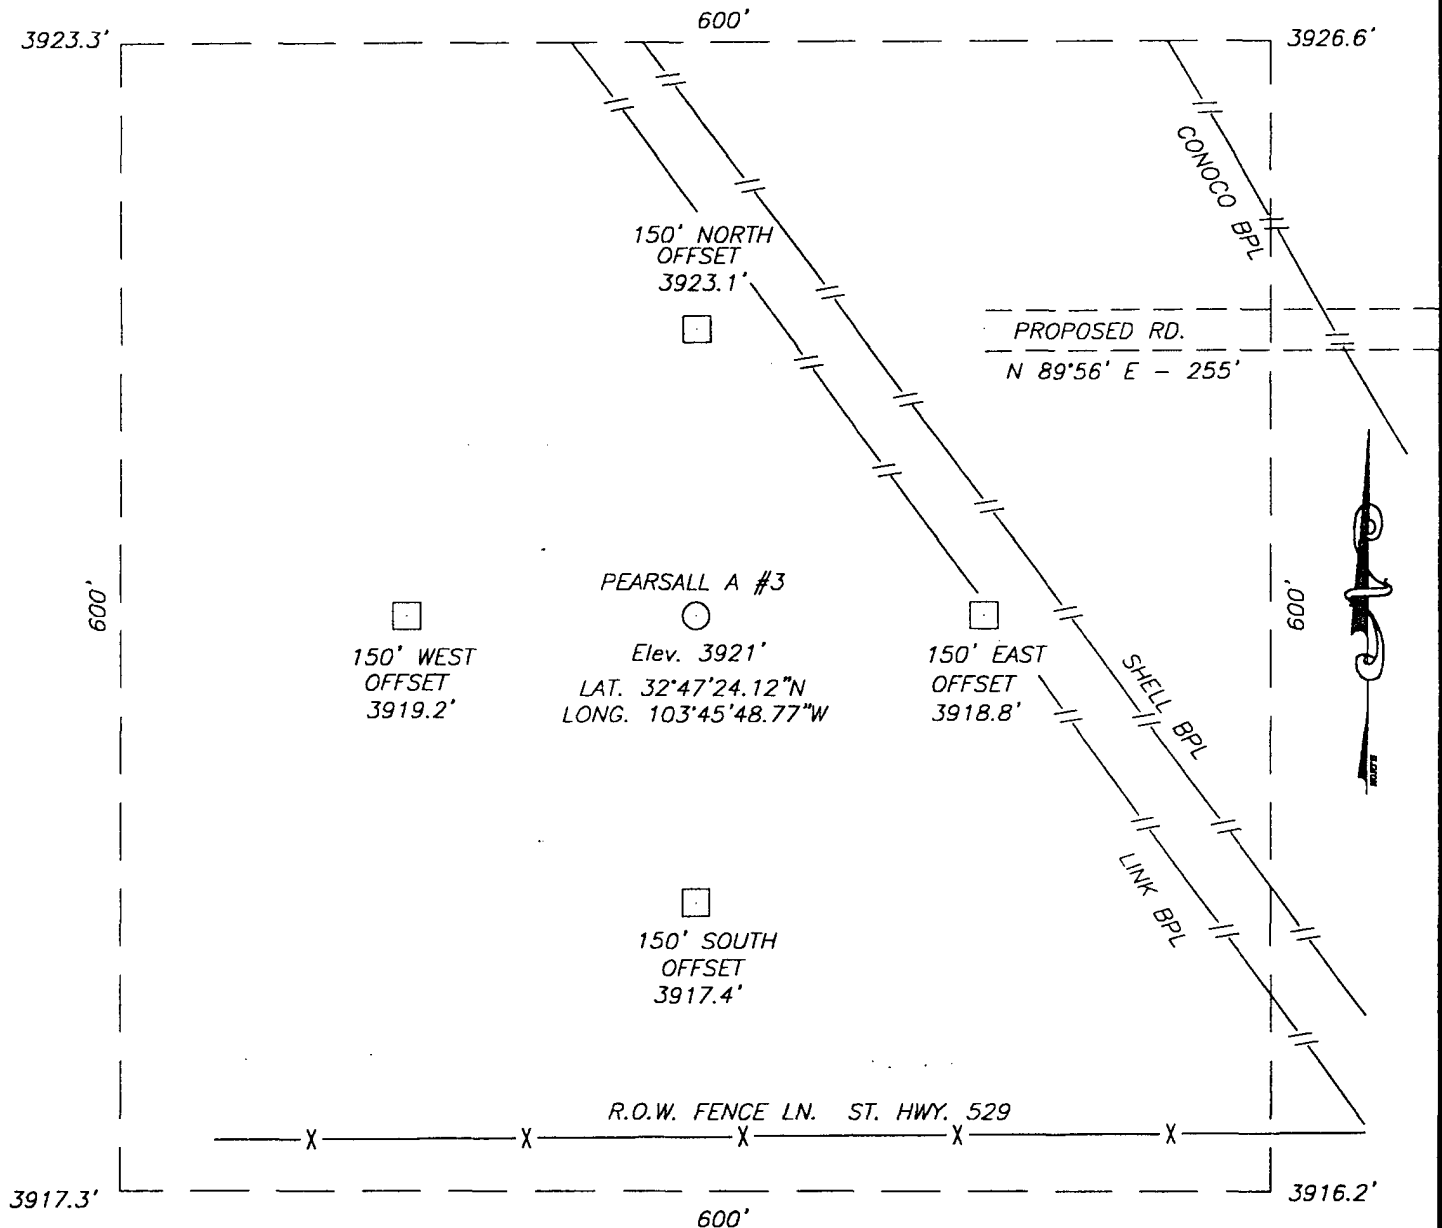 600'
3923.3'
3926.6'
CONOCO BPL
150' NORTH
OFFSET
3923.1'
PROPOSED RD.
N 89°56' E - 255'
PEARSALL A #3
600'
600'
Elev. 3921'
LAT. 32°47'24.12"N
LONG. 103°45'48.77"W
150' WEST
OFFSET
3919.2'
150' EAST
OFFSET
3918.8'
SHELL BPL
LINK BPL
150' SOUTH
OFFSET
3917.4'
R.O.W. FENCE LN. ST. HWY. 529
X X X X X
3917.3'
3916.2'
600'